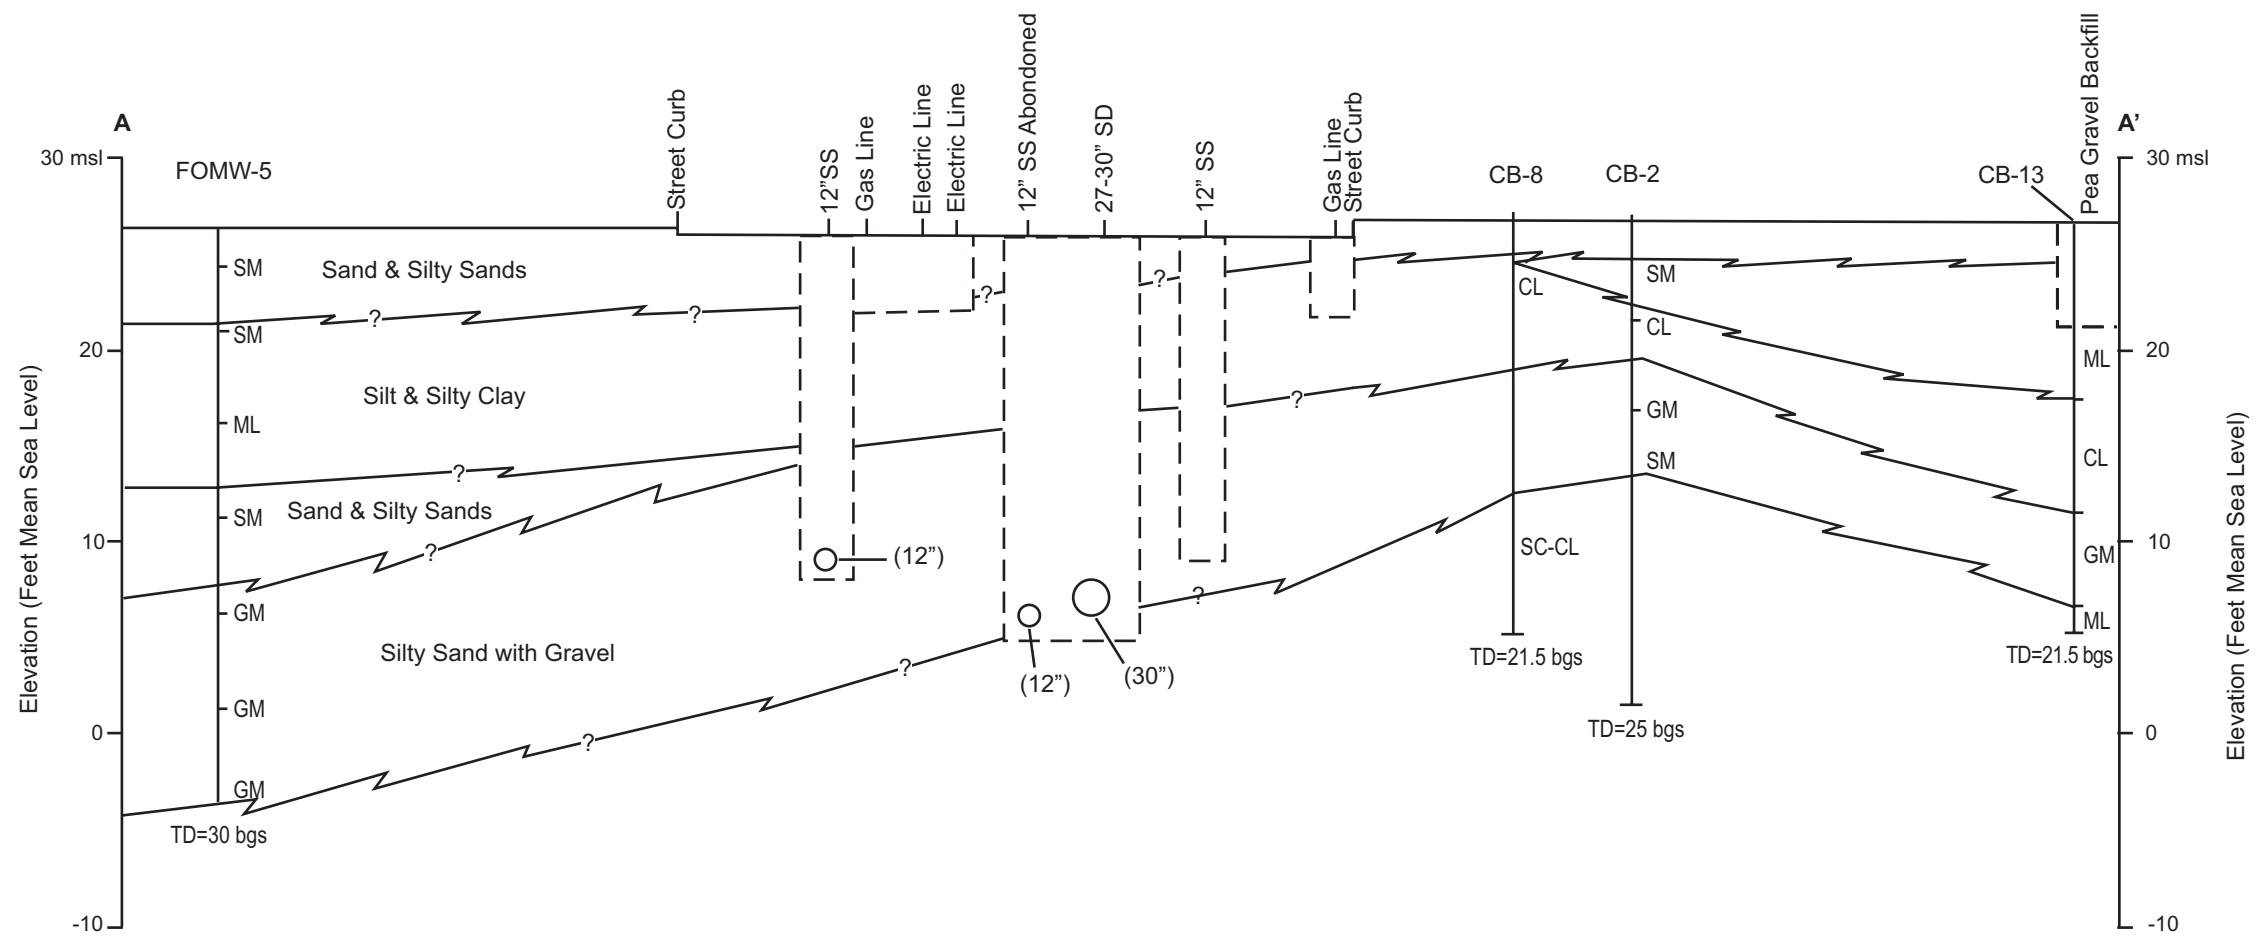 A
A’
30 msl
20
10
0
-10
Elevation (Feet Mean Sea Level)
FOMW-5
Street Curb
12”SS
Gas Line
Electric Line
Electric Line
12” SS Abondoned
27-30” SD
12” SS
Gas Line
Street Curb
CB-8
CB-2
CB-13
Pea Gravel Backfill
30 msl
20
10
0
-10
Elevation (Feet Mean Sea Level)
SM
Sand & Silty Sands
?
?
?
?
SM
Silt & Silty Clay
ML
?
?
SM
Sand & Silty Sands
?
GM
Silty Sand with Gravel
GM
?
?
?
GM
TD=30 bgs
(12”)
(12”)
(30”)
CL
SC-CL
TD=21.5 bgs
SM
CL
GM
SM
TD=25 bgs
ML
CL
GM
ML
TD=21.5 bgs